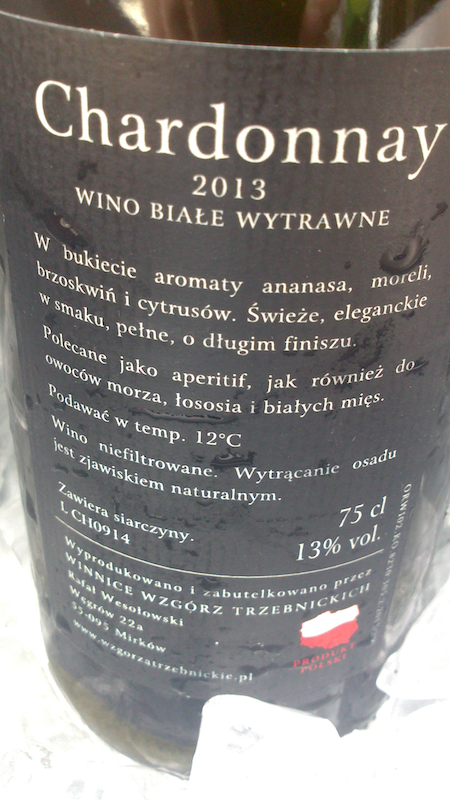 Chardonnay
2013
WINO BIAŁE WYTRAWNE
W bukiecie aromaty ananasa, moreli,
brzoskwiń i cytrusów. Świeże, eleganckie
w smaku, pełne, o długim finiszu.
Polecane jako aperitif, jak również do
owoców morza, łososia i białych mięs.
Podawać w temp. 12°C
Wino niefiltrowane. Wytrącanie osadu
jest zjawiskiem naturalnym.
Zawiera siarczyny.
L CH0914
75 cl
13% vol.
Wyprodukowano i zabutelkowano przez
WINNICE WZGÓRZ TRZEBNICKICH
Rafał Wesołowski
Węgrów 22a
55-095 Mirków
www.wzgorzatrzebnickie.pl
PRODUKT
POLSKI